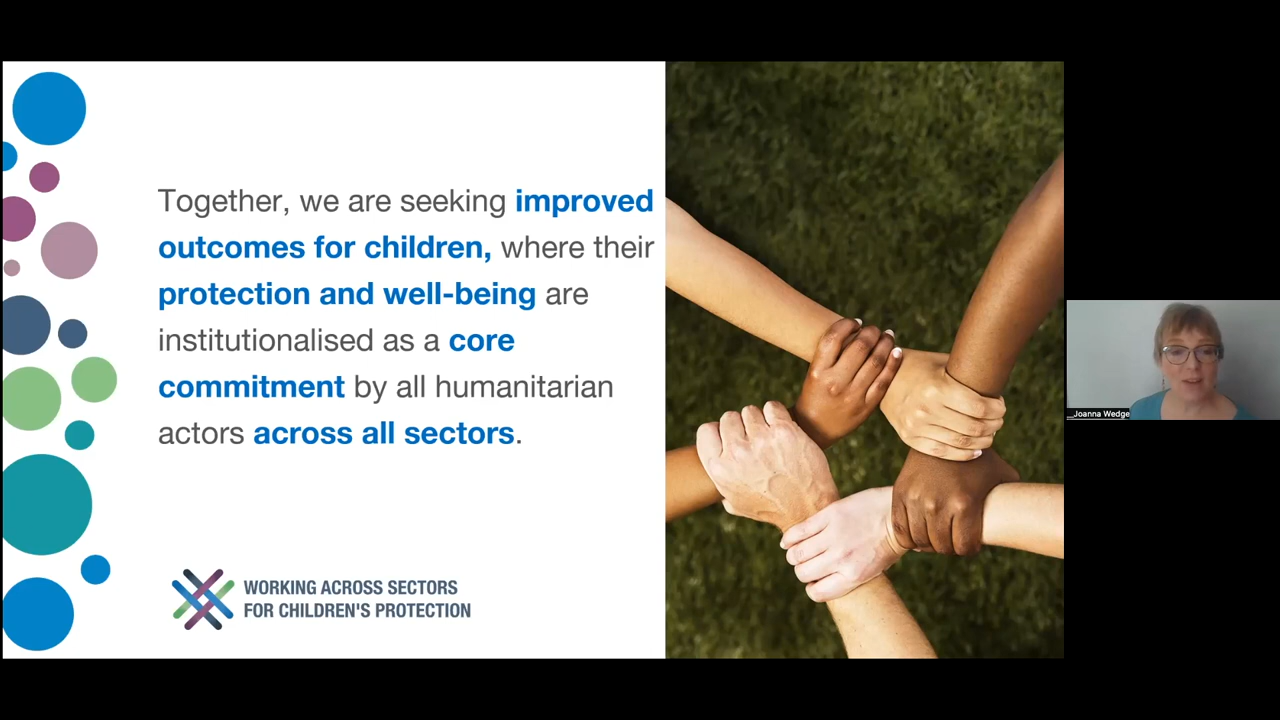 Together, we are seeking improved
outcomes for children, where their
protection and well-being are
institutionalised as a core
commitment by all humanitarian
actors across all sectors.
WORKING ACROSS SECTORS
FOR CHILDREN'S PROTECTION
Joanna Wedge